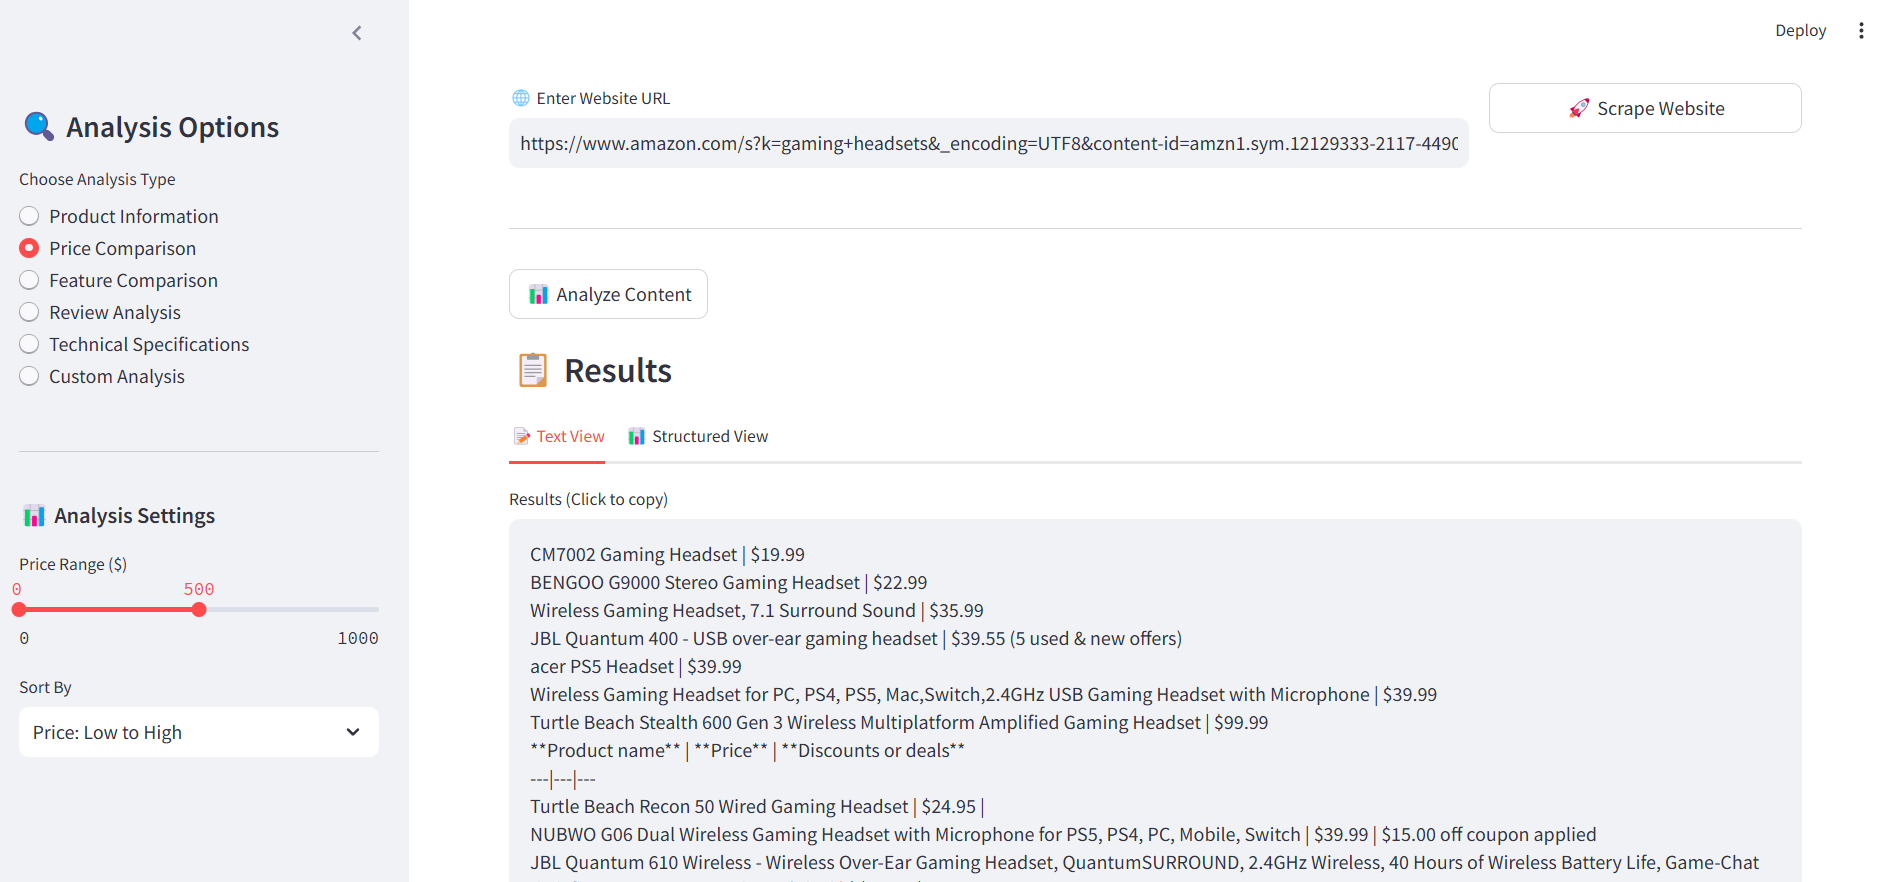 Analysis Options
Choose Analysis Type
Product Information
Price Comparison
Feature Comparison
Review Analysis
Technical Specifications
Custom Analysis
Analysis Settings
Price Range ($)
0 500
0 1000
Sort By
Price: Low to High
Deploy
Enter Website URL
https://www.amazon.com/s?k=gaming+headsets&_encoding=UTF8&content-id=amzn1.sym.12129333-2117-4490
Scrape Website
Analyze Content
Results
Text View Structured View
Results (Click to copy)
CM7002 Gaming Headset | $19.99
BENGOO G9000 Stereo Gaming Headset | $22.99
Wireless Gaming Headset, 7.1 Surround Sound | $35.99
JBL Quantum 400 - USB over-ear gaming headset | $39.55 (5 used & new offers)
acer PS5 Headset | $39.99
Wireless Gaming Headset for PC, PS4, PS5, Mac,Switch,2.4GHz USB Gaming Headset with Microphone | $39.99
Turtle Beach Stealth 600 Gen 3 Wireless Multiplatform Amplified Gaming Headset | $99.99
**Product name** | **Price** | **Discounts or deals**
---|---|---
Turtle Beach Recon 50 Wired Gaming Headset | $24.95 |
NUBWO G06 Dual Wireless Gaming Headset with Microphone for PS5, PS4, PC, Mobile, Switch | $39.99 | $15.00 off coupon applied
JBL Quantum 610 Wireless - Wireless Over-Ear Gaming Headset, QuantumSURROUND, 2.4GHz Wireless, 40 Hours of Wireless Battery Life, Game-Chat